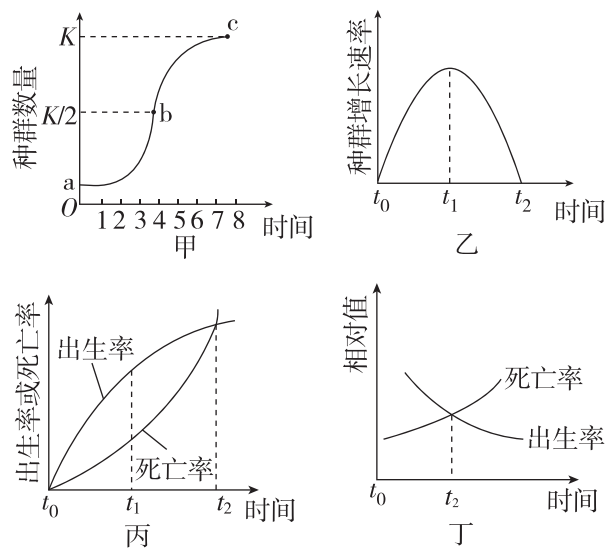 种群数量
K
c
K/2
b
a
O
1 2 3 4 5 6 7 8
时间
甲
种群增长速率
t₀
t₁
t₂
时间
乙
出生率或死亡率
出生率
死亡率
t₀
t₁
t₂
时间
丙
相对值
死亡率
出生率
t₀
t₂
时间
丁